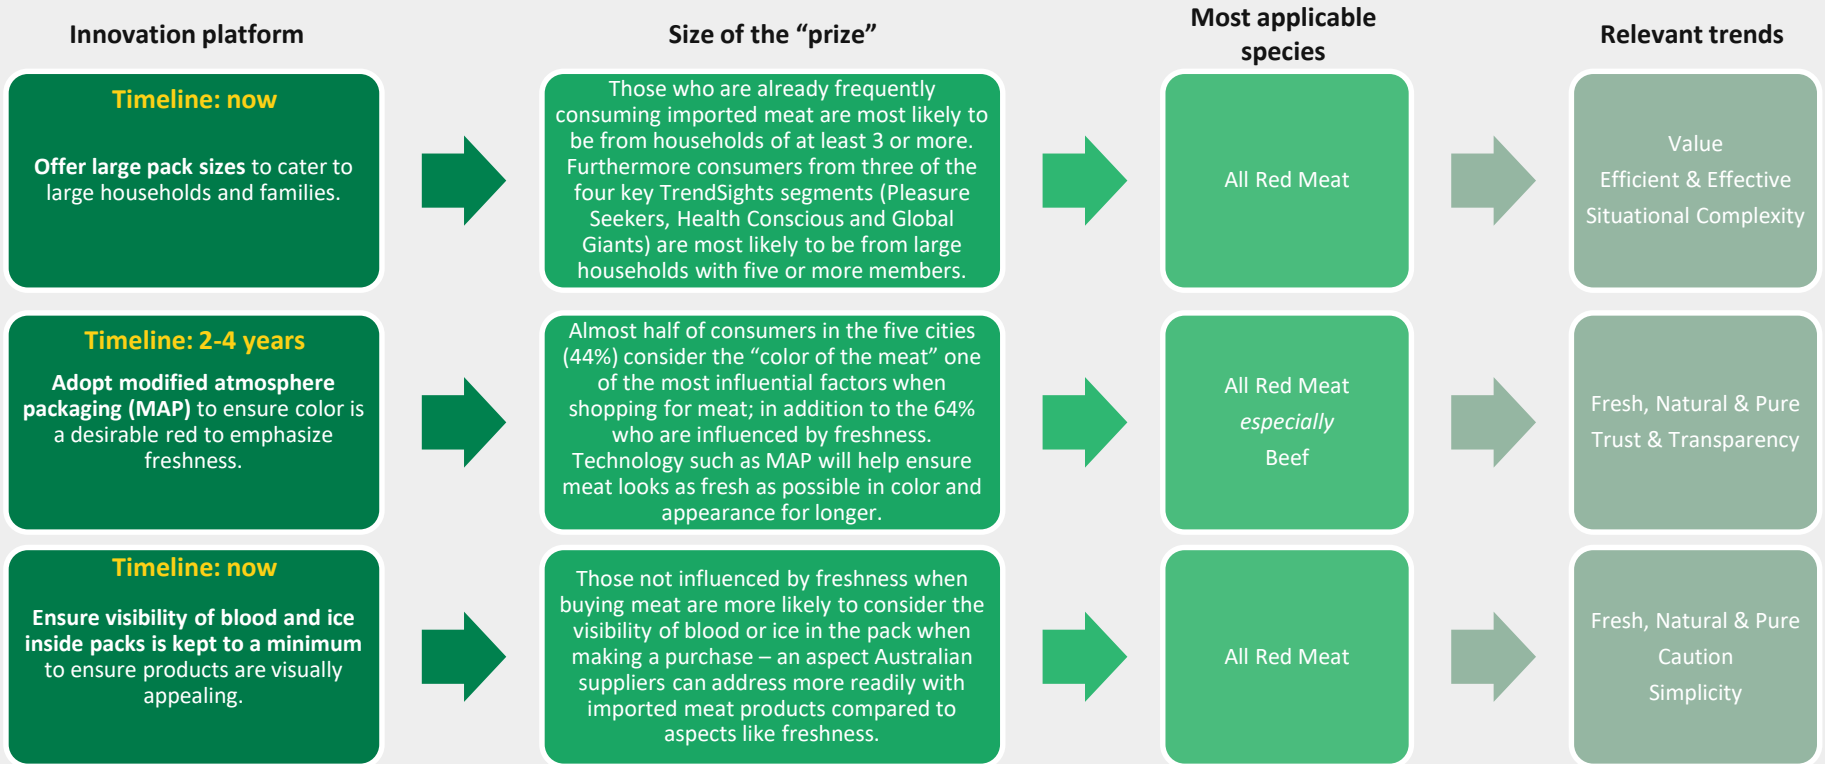 Innovation platform
Size of the “prize”
Most applicable
species
Relevant trends
Timeline: now
Offer large pack sizes to cater to
large households and families.
Those who are already frequently
consuming imported meat are most likely to
be from households of at least 3 or more.
Furthermore consumers from three of the
four key TrendSights segments (Pleasure
Seekers, Health Conscious and Global
Giants) are most likely to be from large
households with five or more members.
All Red Meat
Value
Efficient & Effective
Situational Complexity
Timeline: 2-4 years
Adopt modified atmosphere
packaging (MAP) to ensure color is
a desirable red to emphasize
freshness.
Almost half of consumers in the five cities
(44%) consider the “color of the meat” one
of the most influential factors when
shopping for meat; in addition to the 64%
who are influenced by freshness.
Technology such as MAP will help ensure
meat looks as fresh as possible in color and
appearance for longer.
All Red Meat
especially
Beef
Fresh, Natural & Pure
Trust & Transparency
Timeline: now
Ensure visibility of blood and ice
inside packs is kept to a minimum
to ensure products are visually
appealing.
Those not influenced by freshness when
buying meat are more likely to consider the
visibility of blood or ice in the pack when
making a purchase – an aspect Australian
suppliers can address more readily with
imported meat products compared to
aspects like freshness.
All Red Meat
Fresh, Natural & Pure
Caution
Simplicity